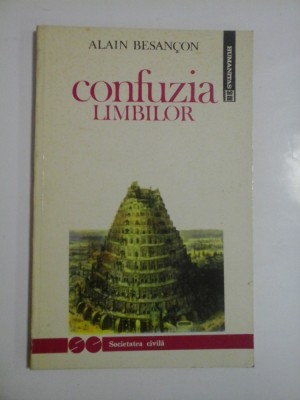 ALAIN BESANÇON
HUMANITAS
confuzia
LIMBILOR
Societatea civilă